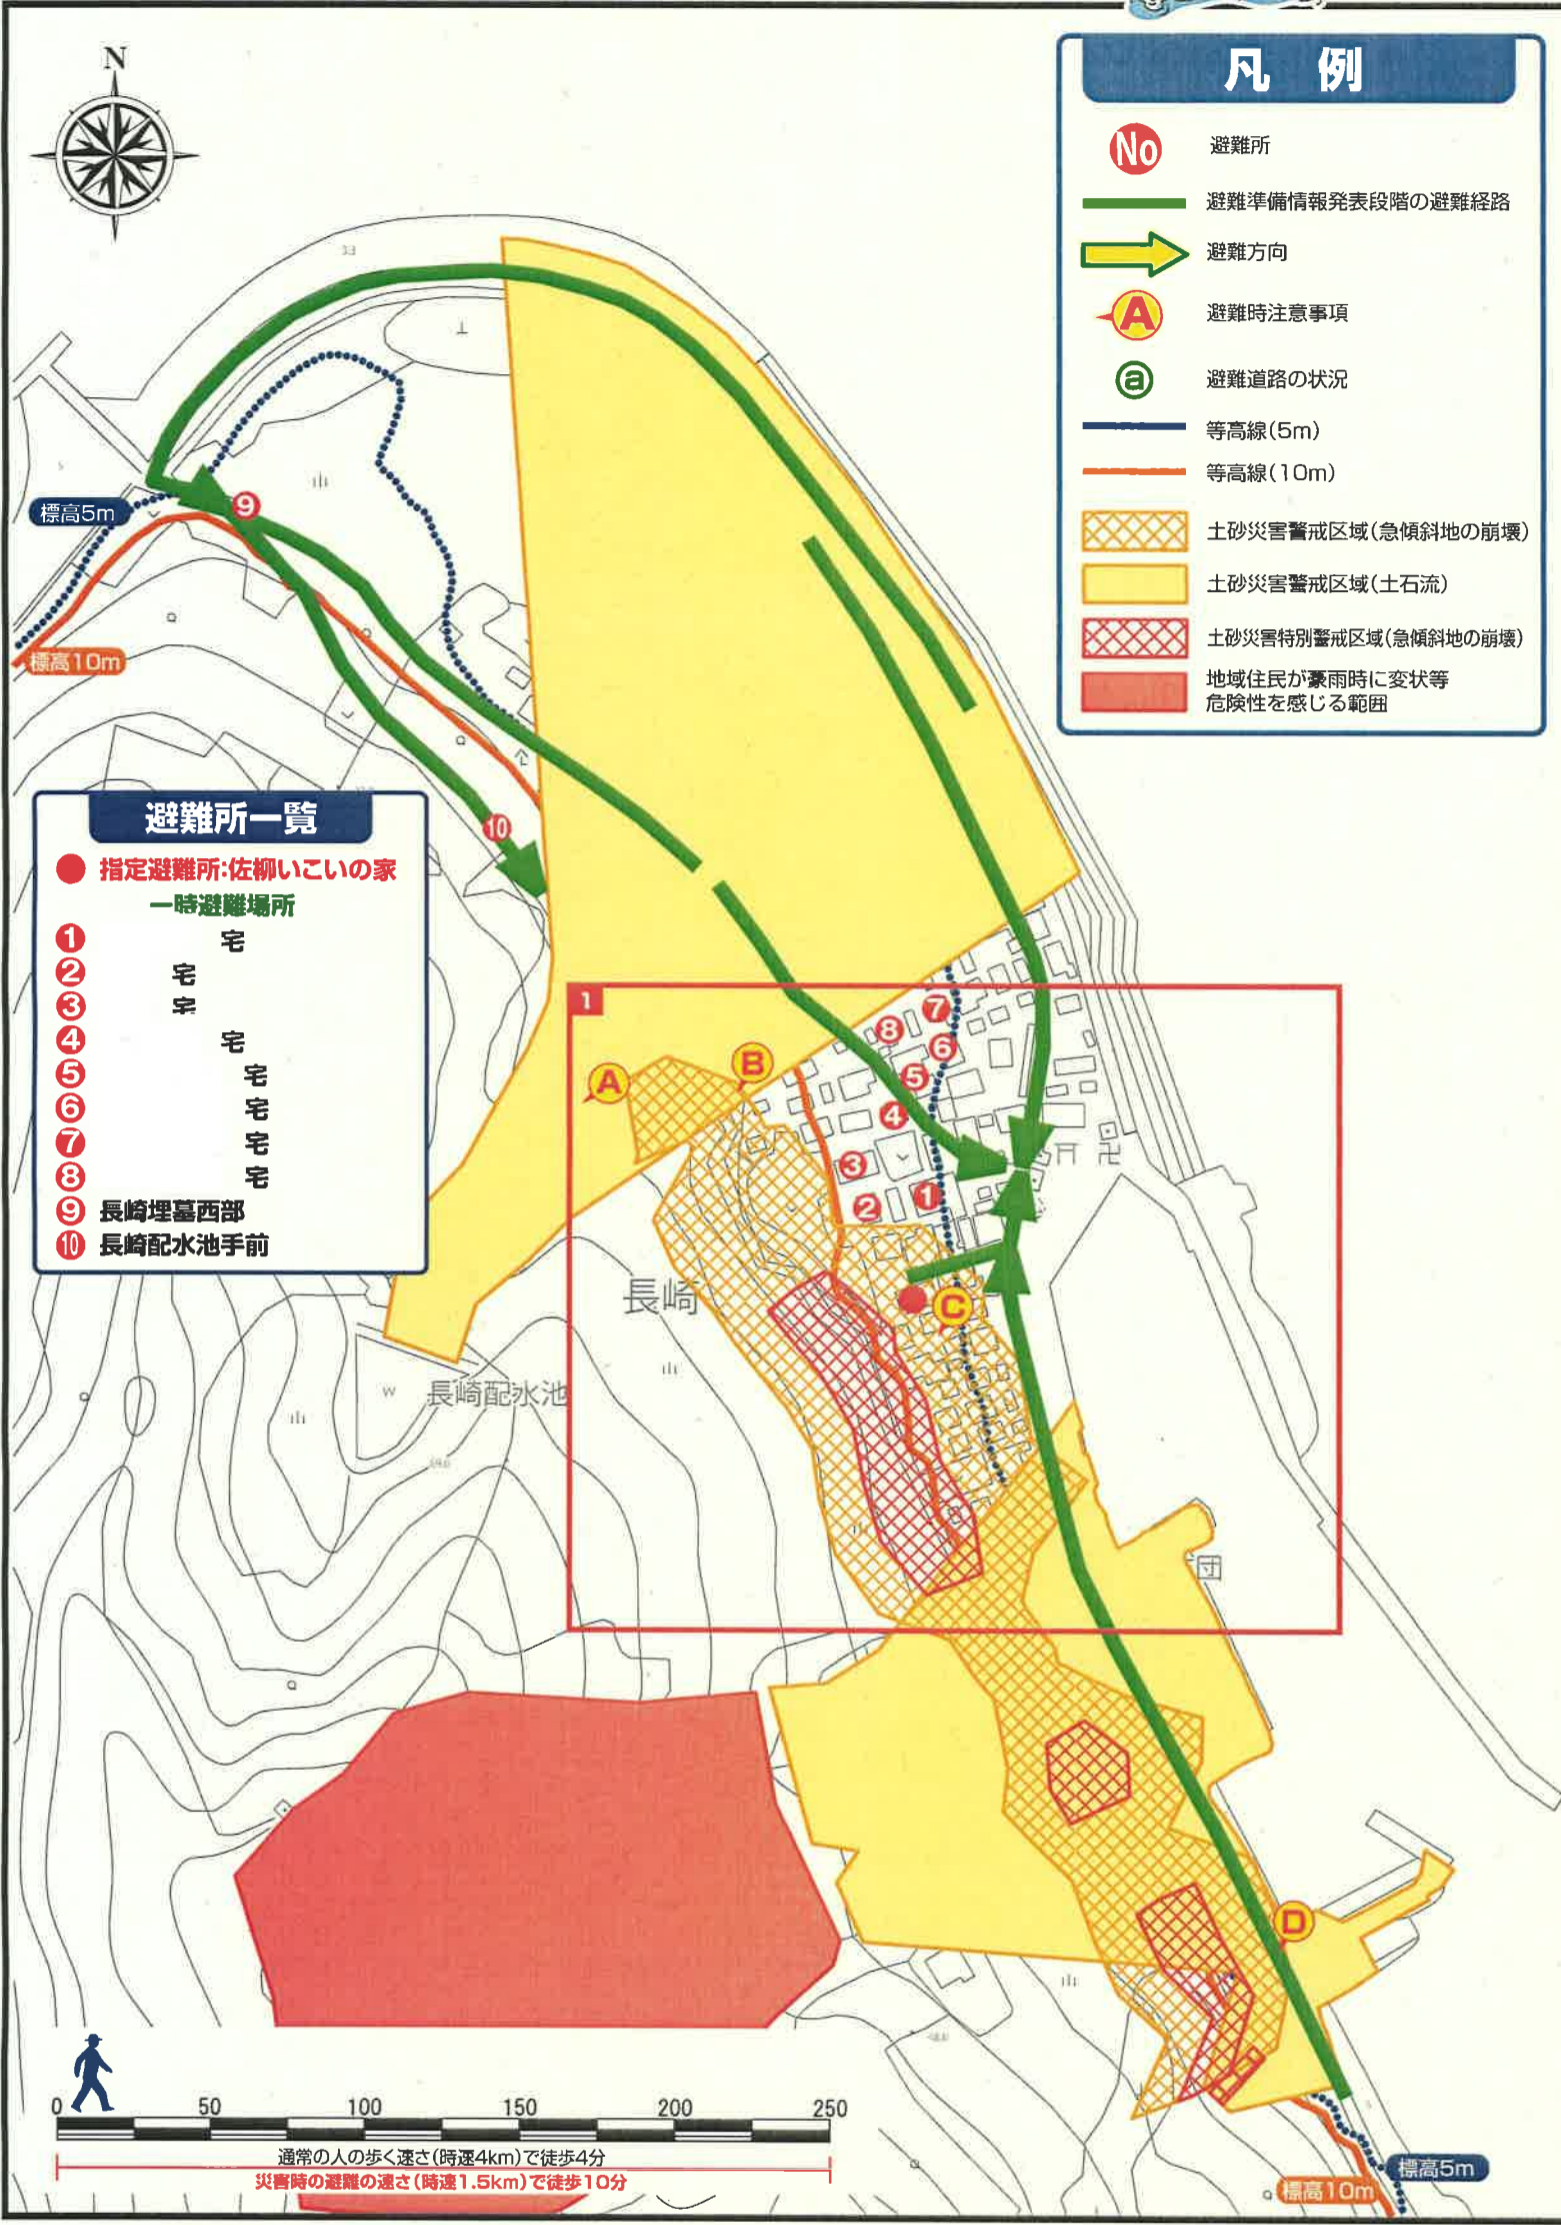 N
凡 例
No 避難所
避難準備情報発表段階の避難経路
避難方向
A 避難時注意事項
a 避難道路の状況
等高線(5m)
等高線(10m)
土砂災害警戒区域(急傾斜地の崩壊)
土砂災害警戒区域(土石流)
土砂災害特別警戒区域(急傾斜地の崩壊)
地域住民が豪雨時に変状等
危険性を感じる範囲
標高5m
9
標高10m
10
避難所一覧
指定避難所:佐柳いこいの家
一時避難場所
1 宅
2 宅
3 宅
4 宅
5 宅
6 宅
7 宅
8 宅
9 長崎埋墓西部
10 長崎配水池手前
1
7
8
6
5
4
3
2
1
A
B
C
長崎
長崎配水池
W
団
D
0 50 100 150 200 250
通常の人の歩く速さ(時速4km)で徒歩4分
災害時の避難の速さ(時速1.5km)で徒歩10分
標高5m
標高10m